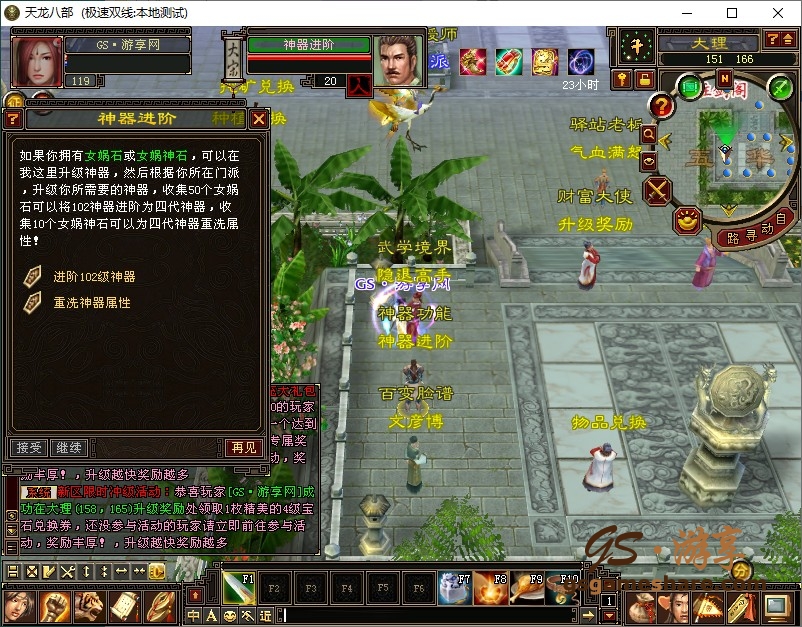 天龙八部 (极速双线:本地测试)
GS·游享网
119
大宗
神器进阶
20
23小时
大理
151 166
N
自动寻路
神器进阶
如果你拥有女娲石或女娲神石，可以在
我这里升级神器，然后根据你所在门派
，升级你所需要的神器，收集50个女娲
石可以将102神器进阶为四代神器，收
集10个女娲神石可以为四代神器重洗属
性！
进阶102级神器
重洗神器属性
接受
继续
再见
驿站老板
气血满怒
财富大使
升级奖励
武学境界
隐退高手
GS·游享网
神器功能
神器进阶
百变脸谱
文彦博
物品兑换
励丰厚！，升级越快奖励越多
系统 新区限时冲级活动：恭喜玩家[GS·游享网]成
功在大理(158，165)升级奖励处领取1枚精美的4级宝
石兑换券，还没参与活动的玩家请立即前往参与活
动，奖励丰厚！，升级越快奖励越多
F1 F2 F3 F4 F5 F6 F7 F8 F9 F10
1
GS·游享